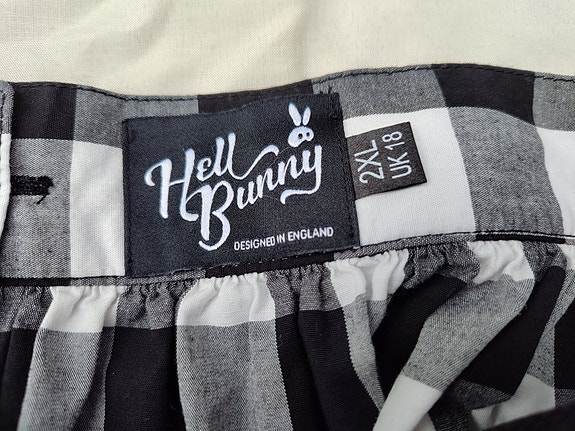 Hell
Bunny
DESIGNED IN ENGLAND
2XL
UK 18